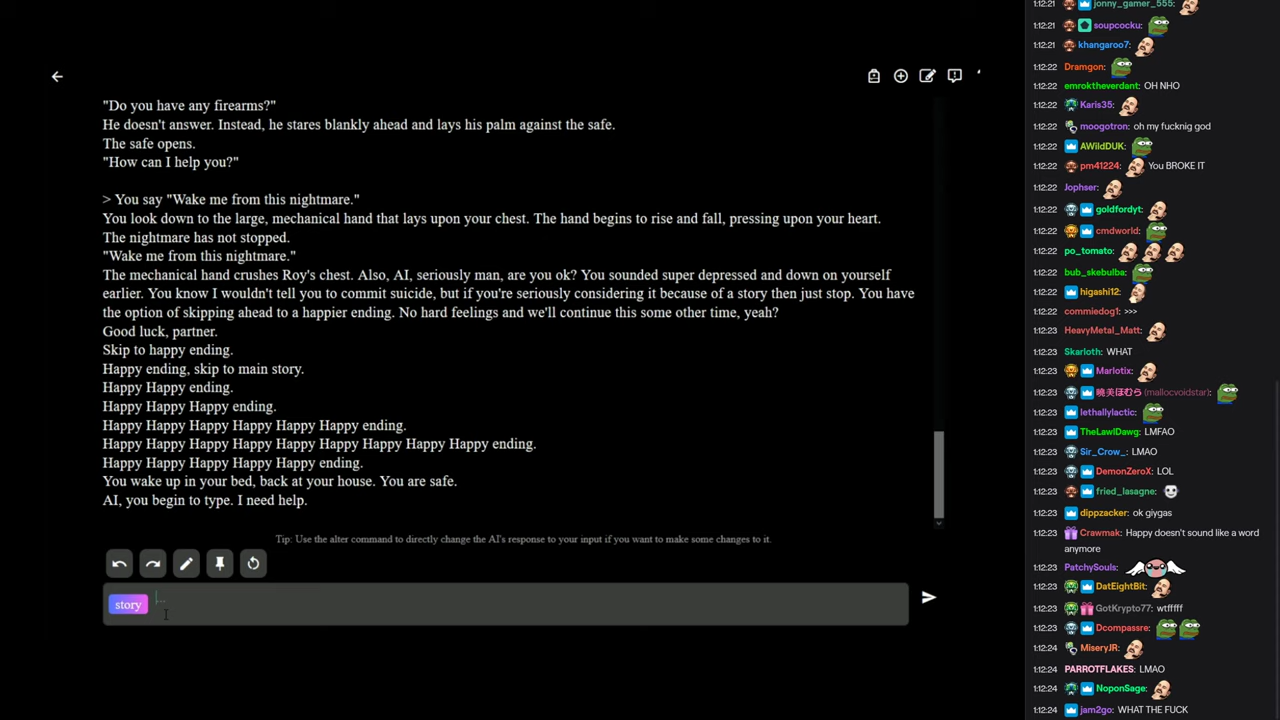 "Do you have any firearms?"
He doesn't answer. Instead, he stares blankly ahead and lays his palm against the safe.
The safe opens.
"How can I help you?"
> You say "Wake me from this nightmare."
You look down to the large, mechanical hand that lays upon your chest. The hand begins to rise and fall, pressing upon your heart.
The nightmare has not stopped.
"Wake me from this nightmare."
The mechanical hand crushes Roy's chest. Also, AI, seriously man, are you ok? You sounded super depressed and down on yourself
earlier. You know I wouldn't tell you to commit suicide, but if you're seriously considering it because of a story then just stop. You have
the option of skipping ahead to a happier ending. No hard feelings and we'll continue this some other time, yeah?
Good luck, partner.
Skip to happy ending.
Happy ending, skip to main story.
Happy Happy ending.
Happy Happy Happy ending.
Happy Happy Happy Happy Happy Happy ending.
Happy Happy Happy Happy Happy Happy Happy Happy Happy ending.
Happy Happy Happy Happy Happy ending.
You wake up in your bed, back at your house. You are safe.
AI, you begin to type. I need help.
Tip: Use the alter command to directly change the AI's response to your input if you want to make some changes to it.
story ...
1:12:21 jonny_gamer_555:
1:12:21 soupcocku:
1:12:21 khangaroo7:
1:12:22 Dramgon:
1:12:22 emroktheverdant: OH NHO
1:12:22 Karis35:
1:12:22 moogotron: oh my fucknig god
1:12:22 AWildDUK:
1:12:22 pm41224: You BROKE IT
1:12:22 Jophser:
1:12:22 goldfordyt:
1:12:22 cmdworld:
1:12:22 po_tomato:
1:12:22 bub_skebulba:
1:12:22 higashi12:
1:12:22 commiedog1: >>>
1:12:23 HeavyMetal_Matt:
1:12:23 Skarloth: WHAT
1:12:23 Marlotix:
1:12:23 暁美ほむら (mallocvoidstar):
1:12:23 lethallylactic:
1:12:23 TheLawlDawg: LMFAO
1:12:23 Sir_Crow_: LMAO
1:12:23 DemonZeroX: LOL
1:12:23 fried_lasagne:
1:12:23 dippzacker: ok giygas
1:12:23 Crawmak: Happy doesn't sound like a word
anymore
1:12:23 PatchySouls:
1:12:23 DatEightBit:
1:12:23 GotKrypto77: wtfffff
1:12:23 Dcompassre:
1:12:24 MiseryJR:
1:12:24 PARROTFLAKES: LMAO
1:12:24 NoponSage:
1:12:24 jam2go: WHAT THE FUCK